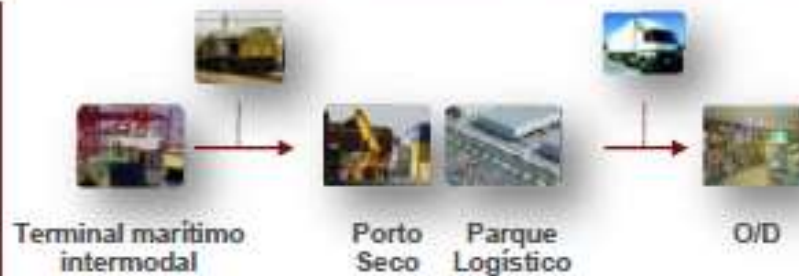 Terminal marítimo
intermodal
Porto
Seco
Parque
Logístico
O/D